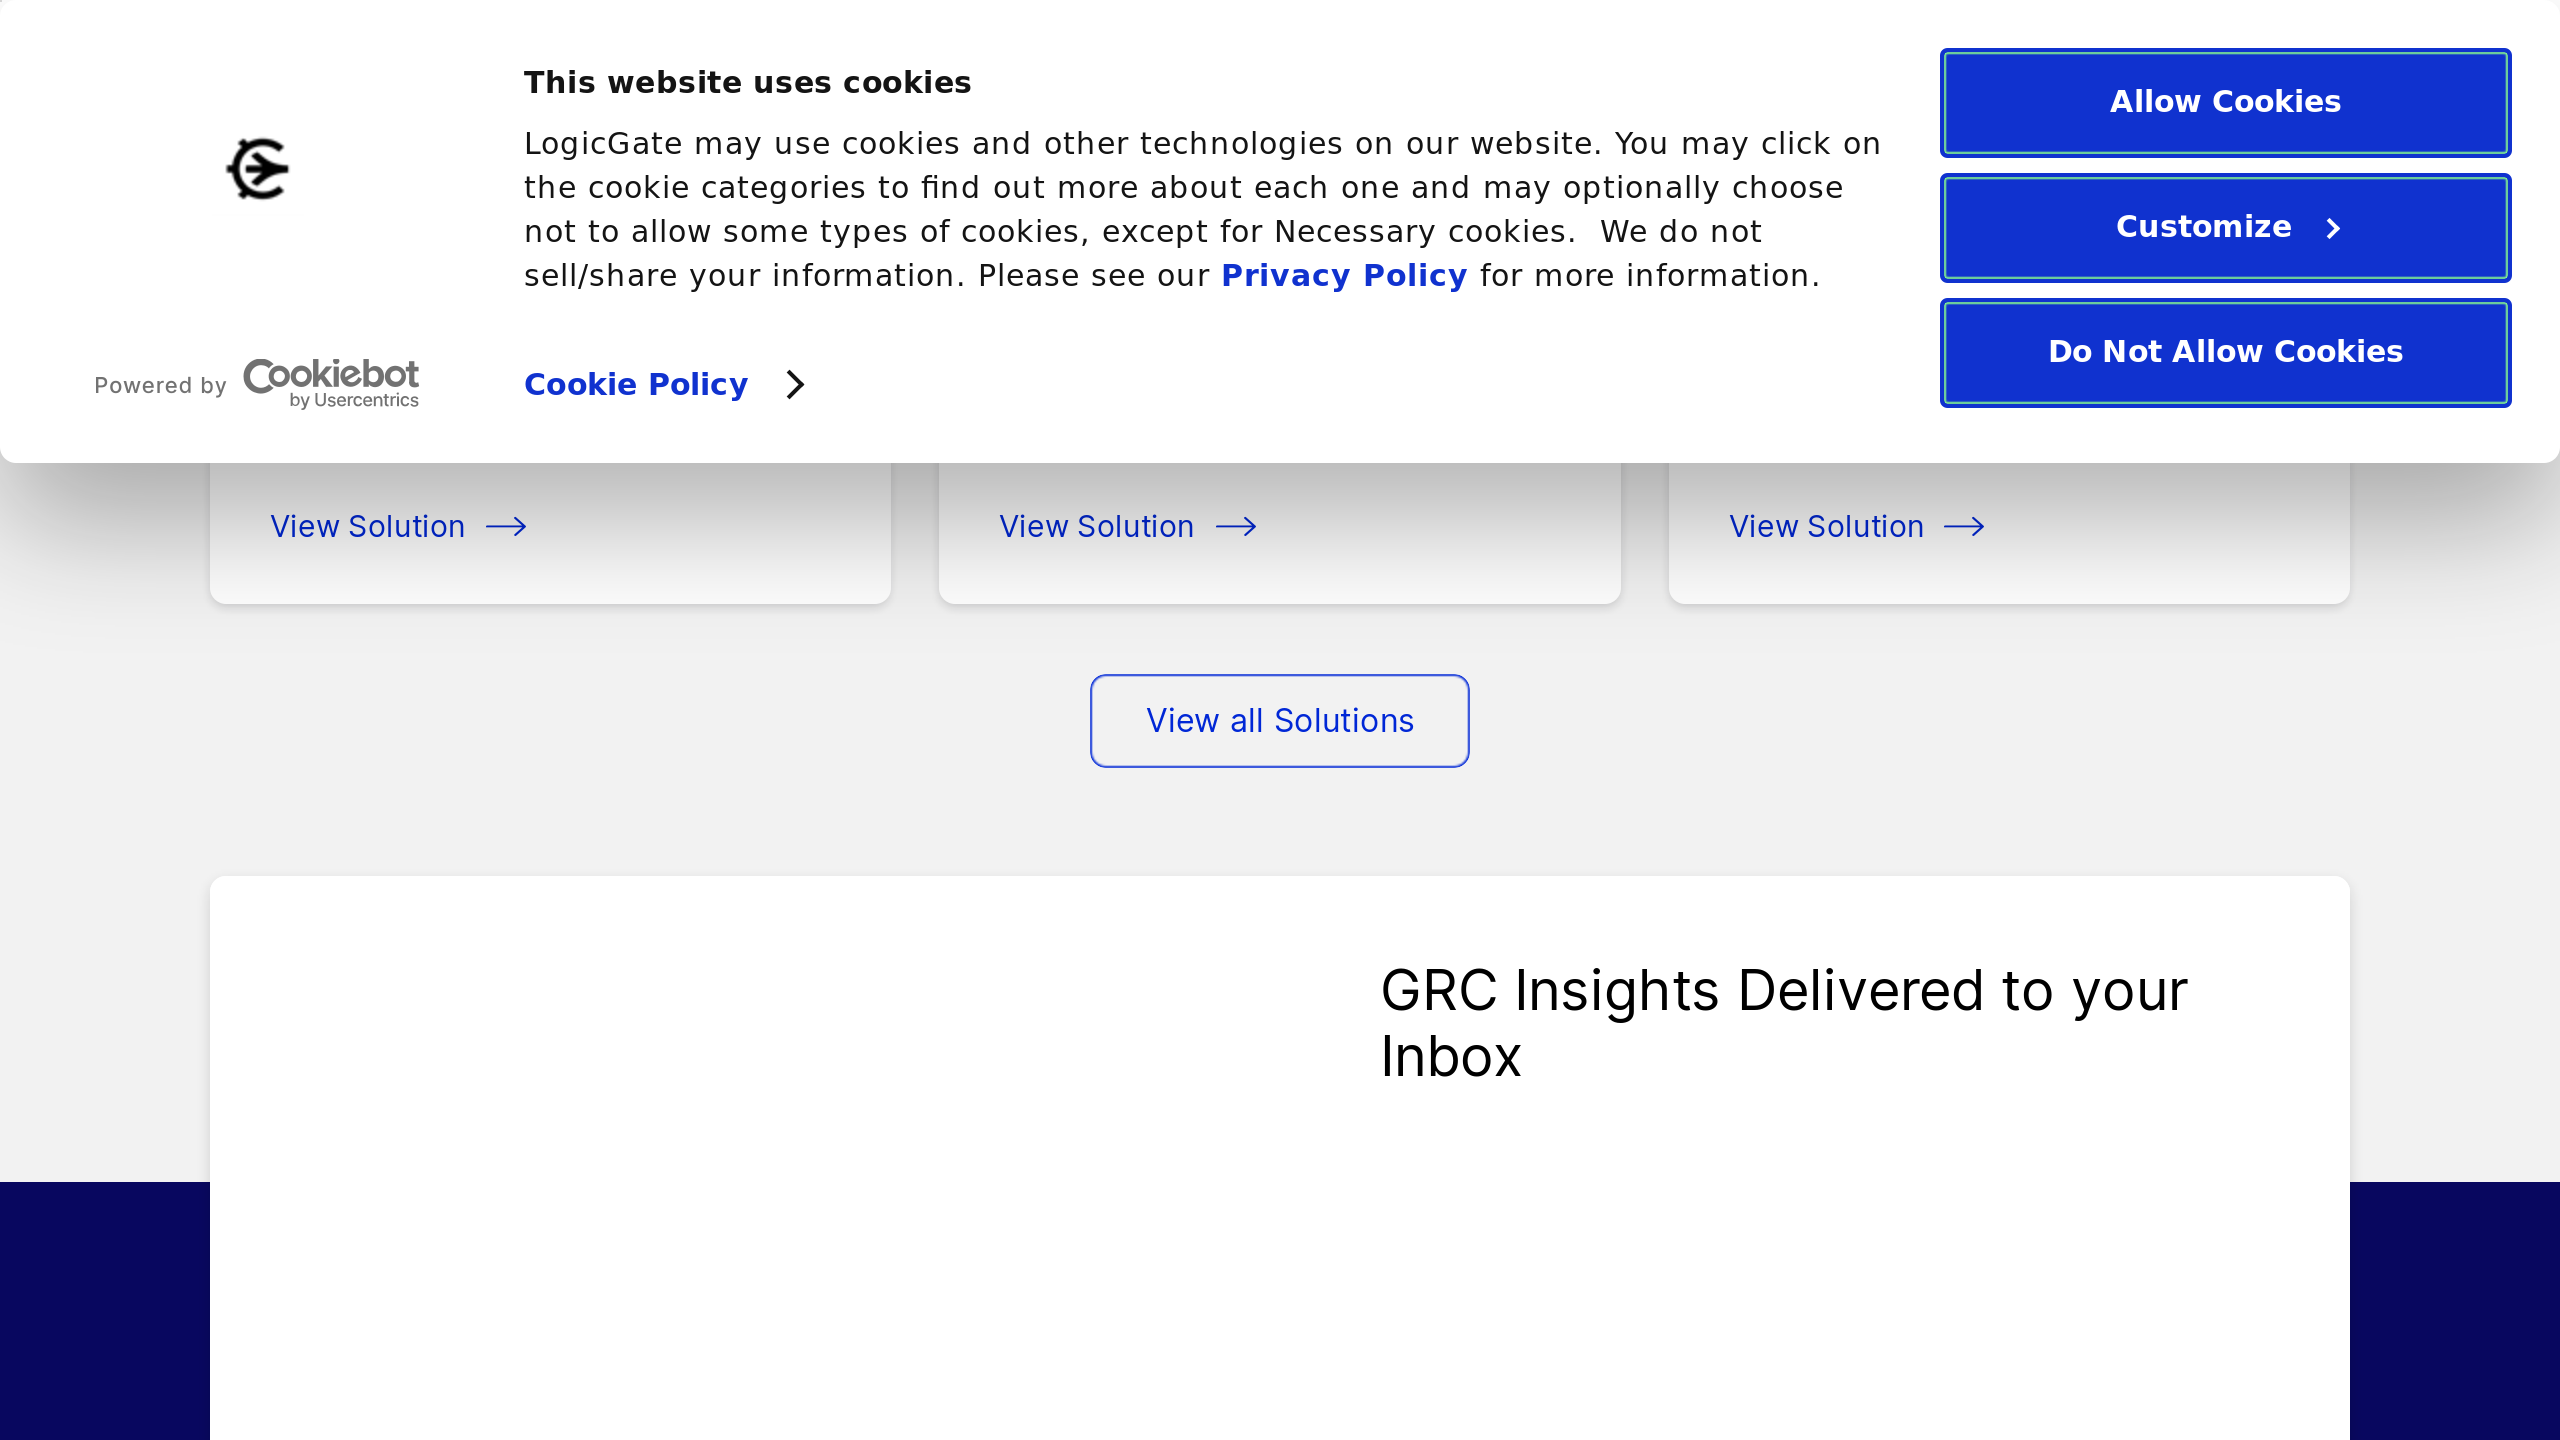 This website uses cookies
LogicGate may use cookies and other technologies on our website. You may click on
the cookie categories to find out more about each one and may optionally choose
not to allow some types of cookies, except for Necessary cookies.  We do not
sell/share your information. Please see our Privacy Policy for more information.
Cookie Policy
Powered by Cookiebot
by Usercentrics
Allow Cookies
Customize
Do Not Allow Cookies
View Solution
View Solution
View Solution
View all Solutions
GRC Insights Delivered to your
Inbox